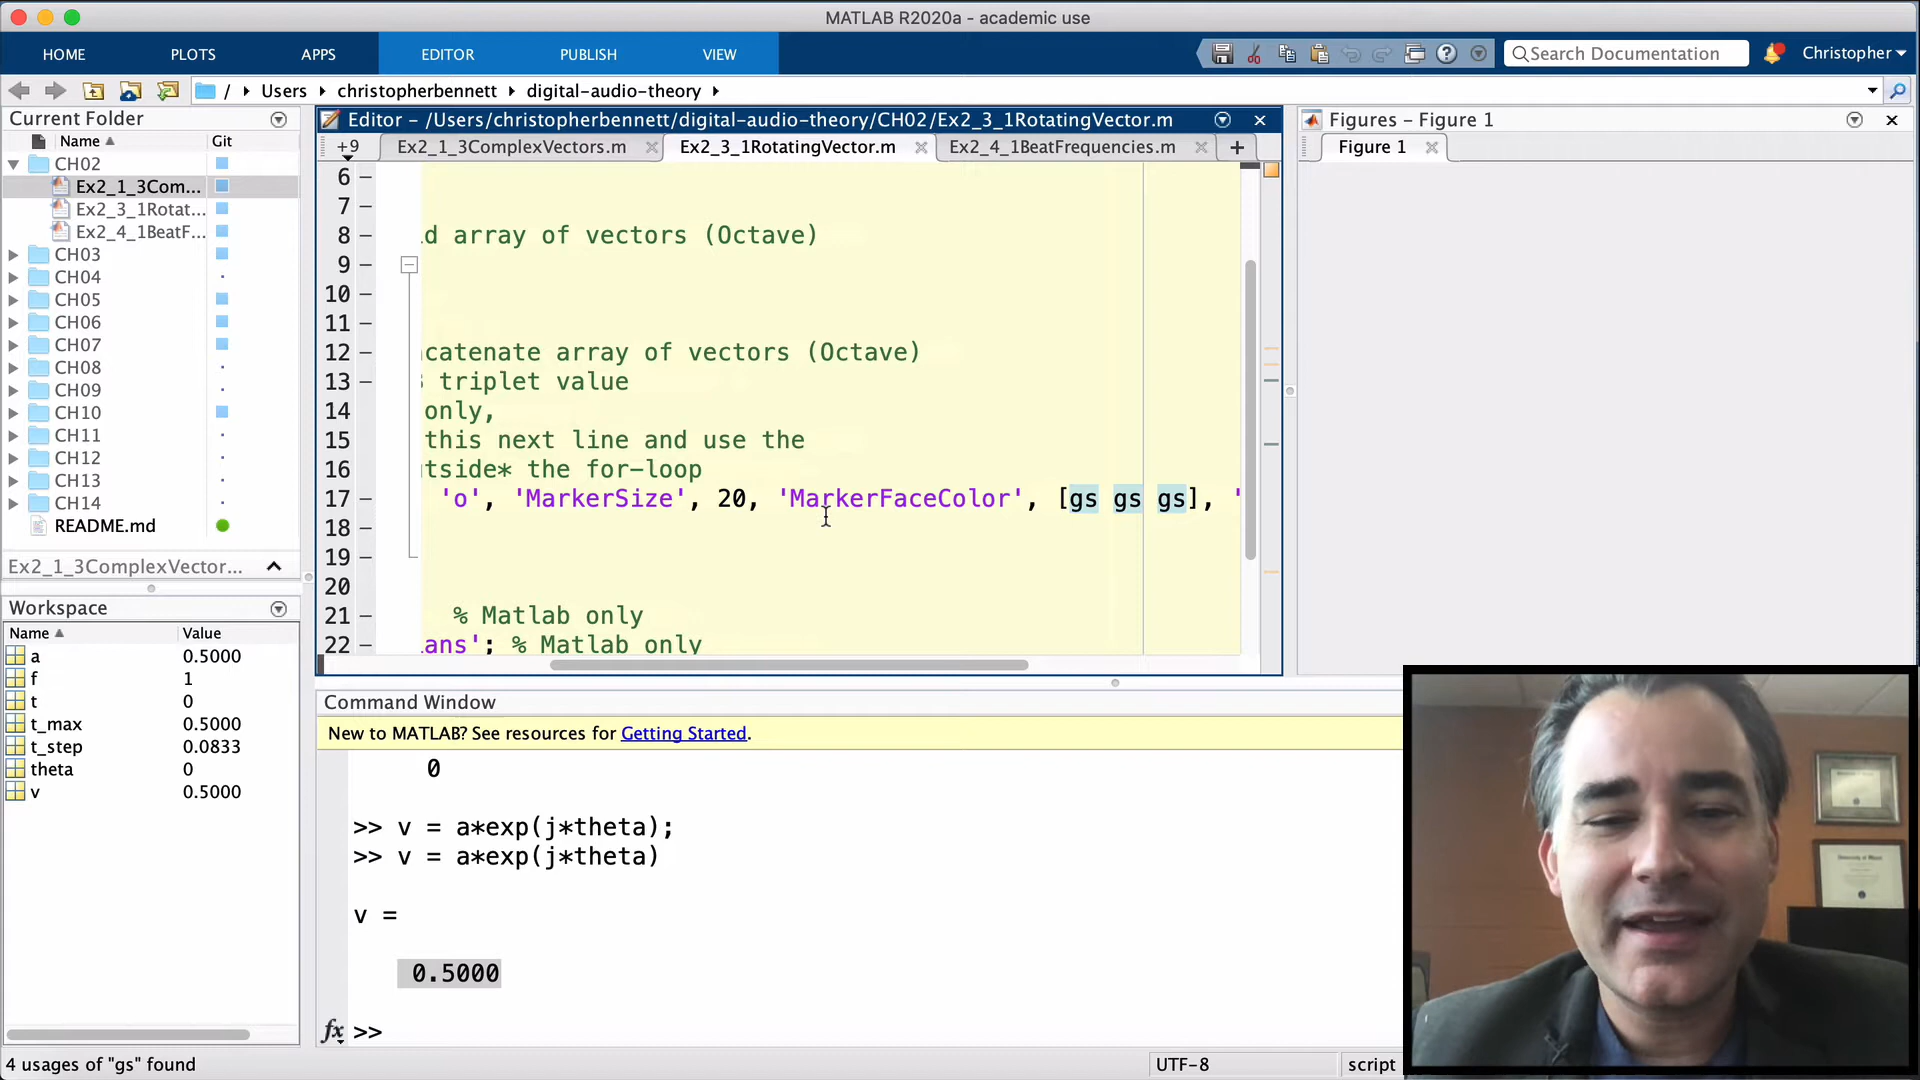 MATLAB R2020a - academic use
HOME PLOTS APPS EDITOR PUBLISH VIEW Search Documentation Christopher
/ Users christopherbennett digital-audio-theory
Current Folder
Name Git
CH02
Ex2_1_3Com...
Ex2_3_1Rotat...
Ex2_4_1BeatF...
CH03
CH04
CH05
CH06
CH07
CH08
CH09
CH10
CH11
CH12
CH13
CH14
README.md
Ex2_1_3ComplexVector...
Workspace
Name Value
a 0.5000
f 1
t 0
t_max 0.5000
t_step 0.0833
theta 0
v 0.5000
4 usages of "gs" found
Editor – /Users/christopherbennett/digital-audio-theory/CH02/Ex2_3_1RotatingVector.m
+9 Ex2_1_3ComplexVectors.m Ex2_3_1RotatingVector.m Ex2_4_1BeatFrequencies.m +
6 –
7 –
8 – d array of vectors (Octave)
9 –
10 –
11 –
12 – catenate array of vectors (Octave)
13 – triplet value
14 only,
15 this next line and use the
16 tside* the for-loop
17 – 'o', 'MarkerSize', 20, 'MarkerFaceColor', [gs gs gs], '
18 –
19 –
20
21 – % Matlab only
22 – ans'; % Matlab only
Figures – Figure 1
Figure 1
Command Window
New to MATLAB? See resources for Getting Started.
0
>> v = a*exp(j*theta);
>> v = a*exp(j*theta)
v =
0.5000
fx >>
UTF-8 script